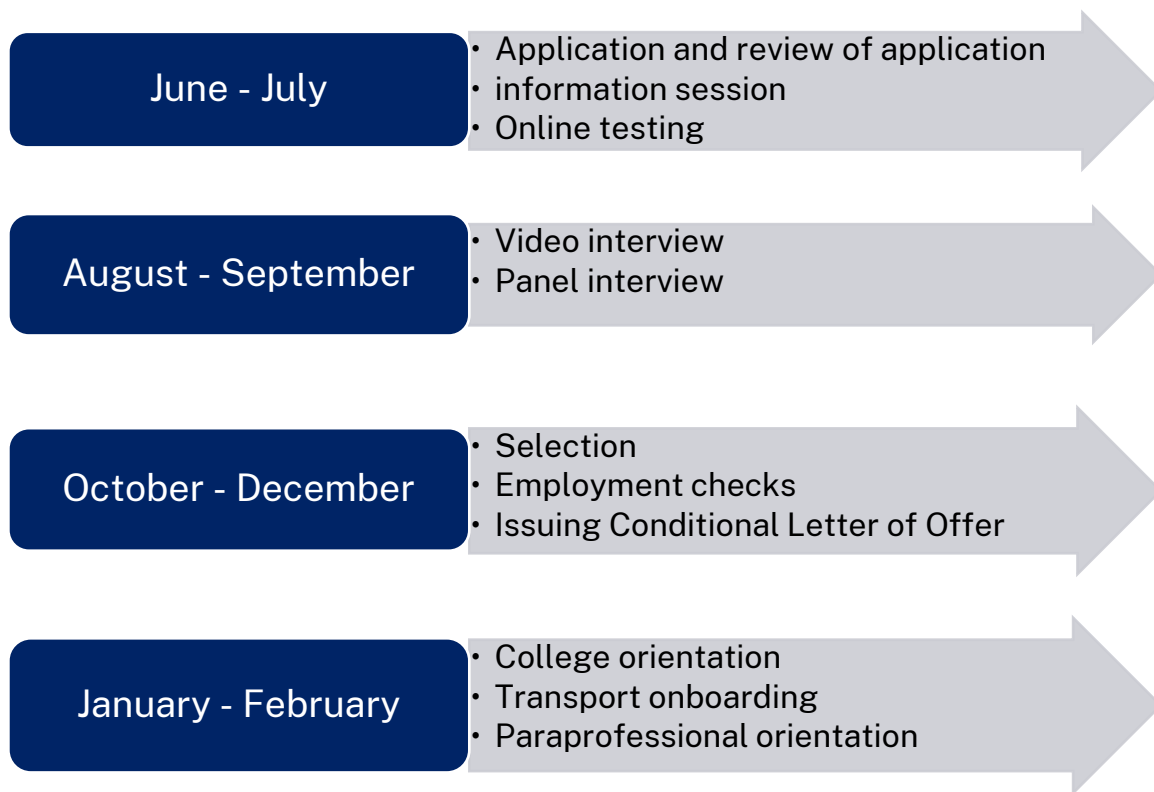 June - July
• Application and review of application
• information session
• Online testing
August - September
• Video interview
• Panel interview
October - December
• Selection
• Employment checks
• Issuing Conditional Letter of Offer
January - February
• College orientation
• Transport onboarding
• Paraprofessional orientation